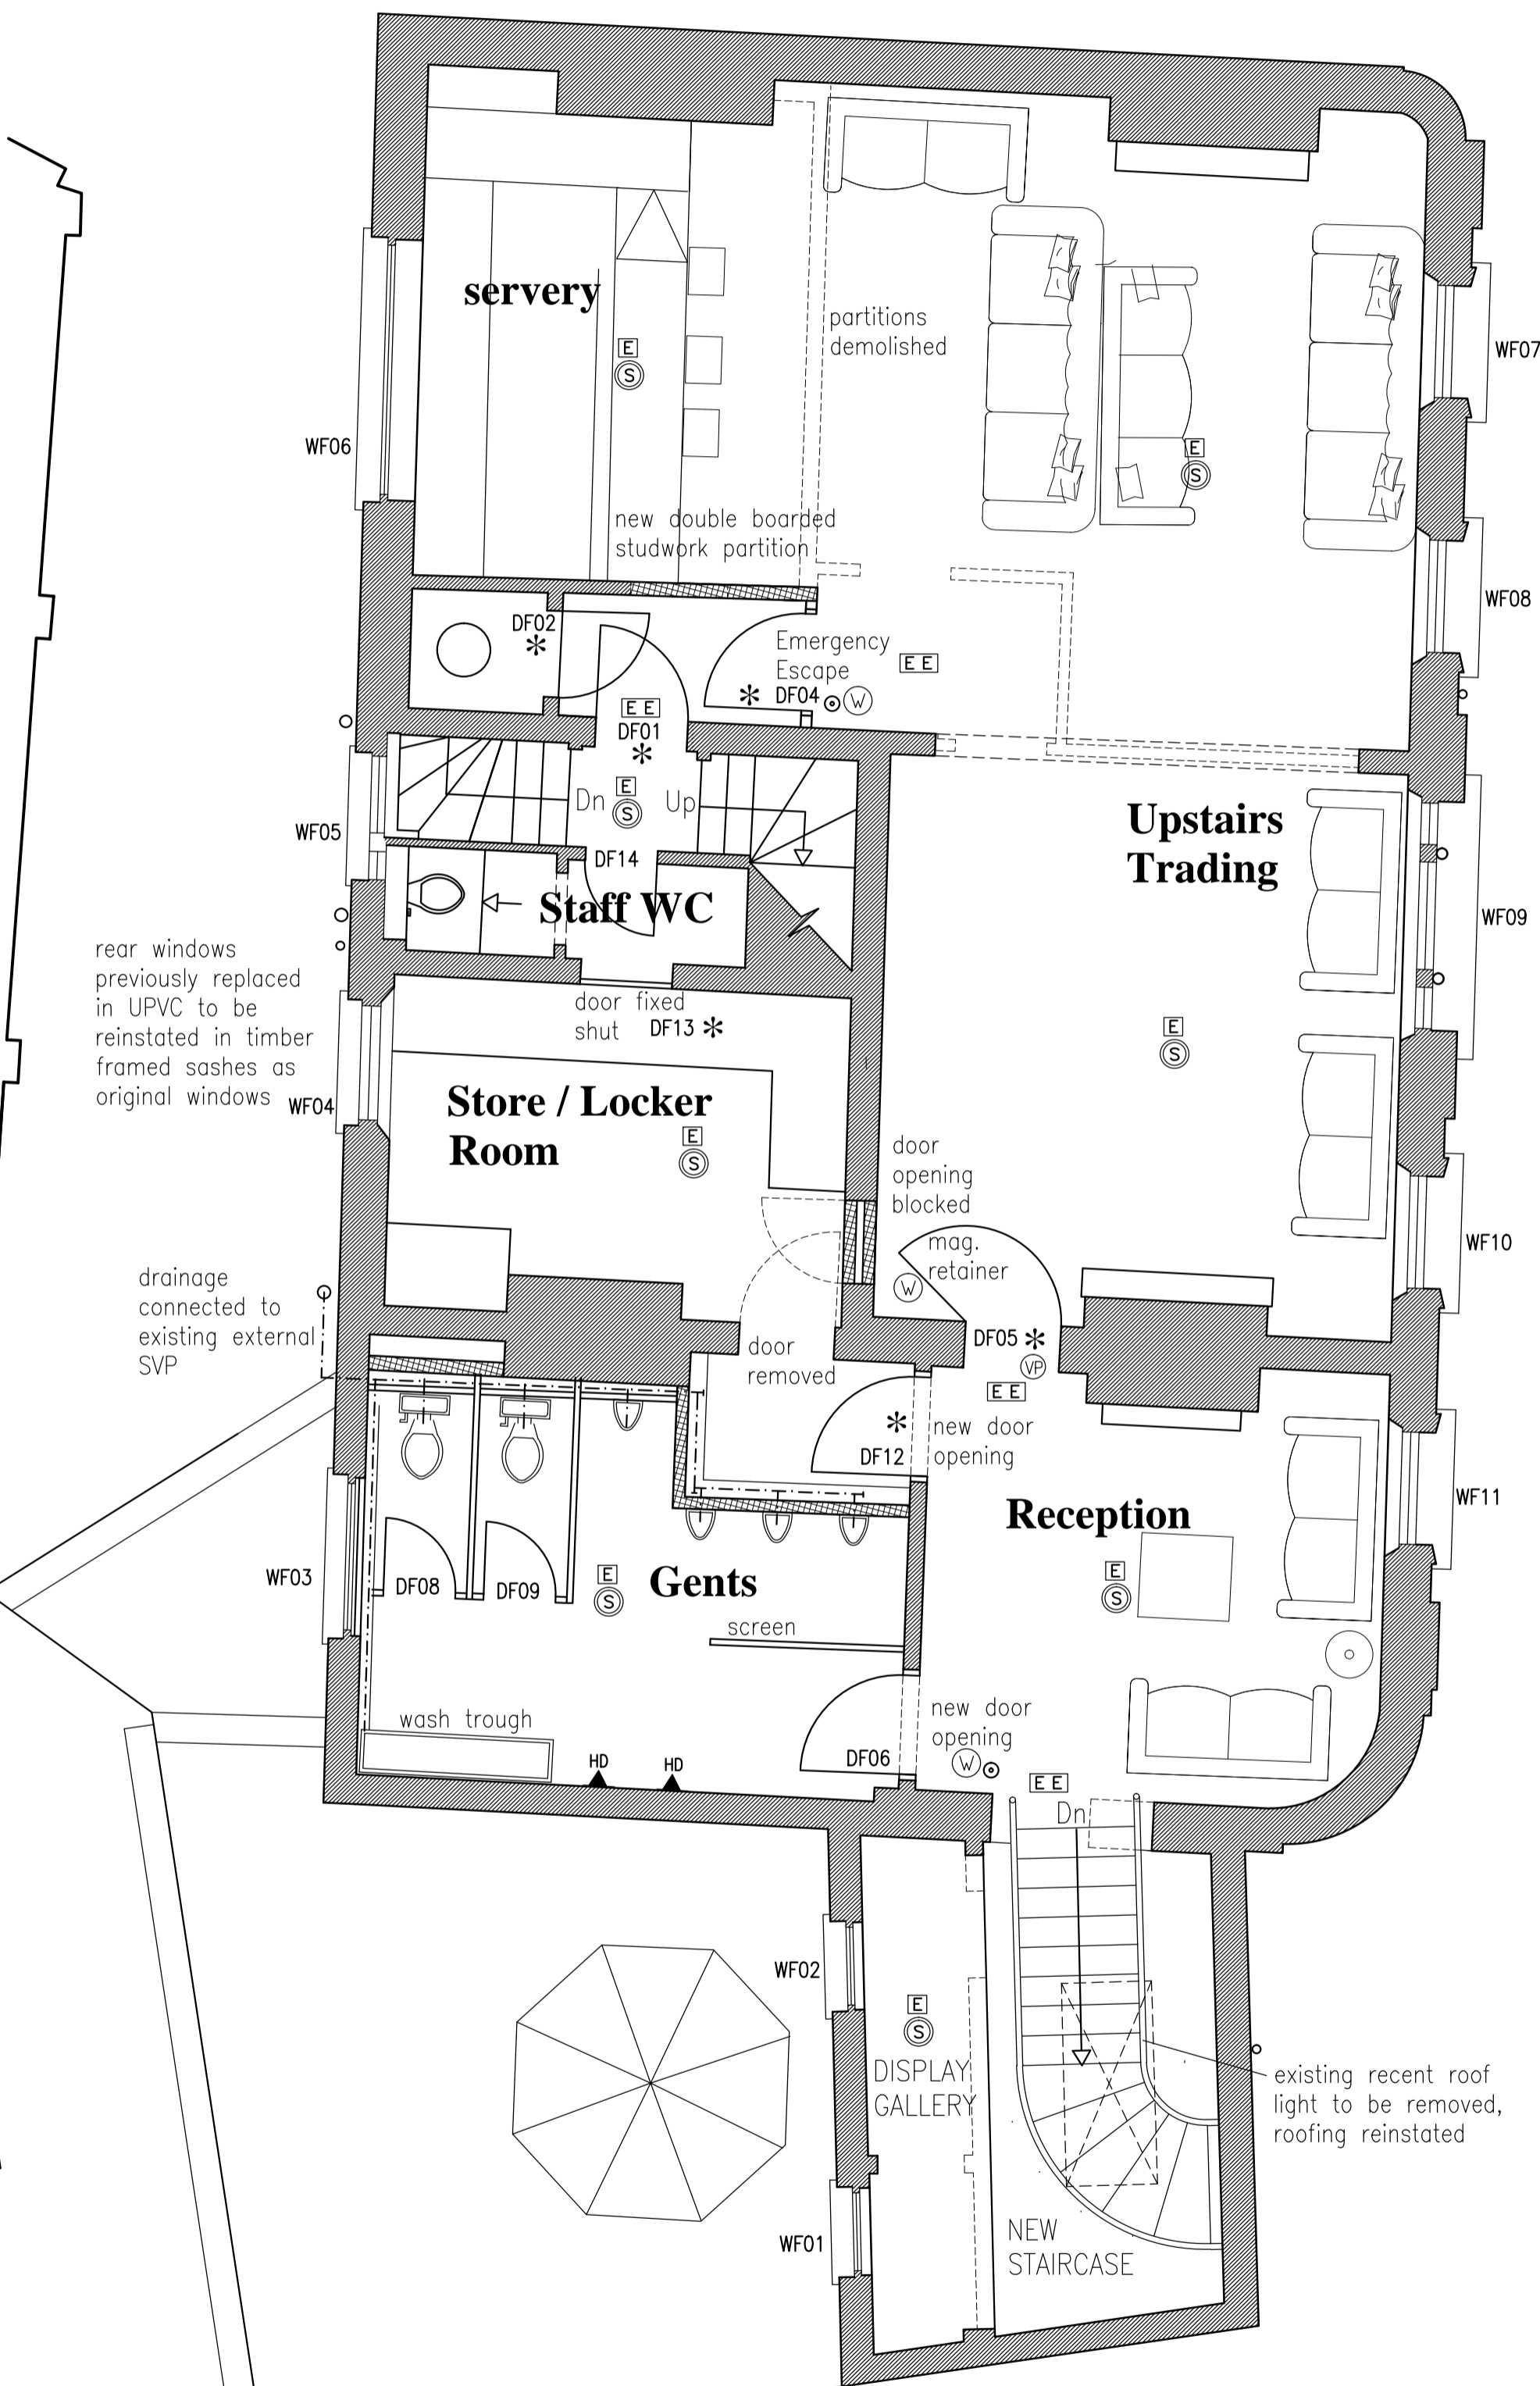 servery
E
S
partitions
demolished
WF07
WF06
E
S
new double boarded
studwork partition
WF08
DF02
*
Emergency
Escape
E E
* DF04
W
E E
DF01
*
E
S
Dn
Up
WF05
DF14
Upstairs
Trading
Staff WC
WF09
rear windows
previously replaced
in UPVC to be
reinstated in timber
framed sashes as
original windows
WF04
door fixed
shut DF13 *
E
S
Store / Locker
Room
E
S
door
opening
blocked
mag.
retainer
W
WF10
drainage
connected to
existing external
SVP
door
removed
DF05 *
VP
E E
*
DF12
new door
opening
WF11
Reception
E
S
WF03
DF08
DF09
E
S
Gents
screen
wash trough
HD
HD
DF06
new door
opening
W
E E
Dn
WF02
E
S
DISPLAY
GALLERY
existing recent roof
light to be removed,
roofing reinstated
WF01
NEW
STAIRCASE